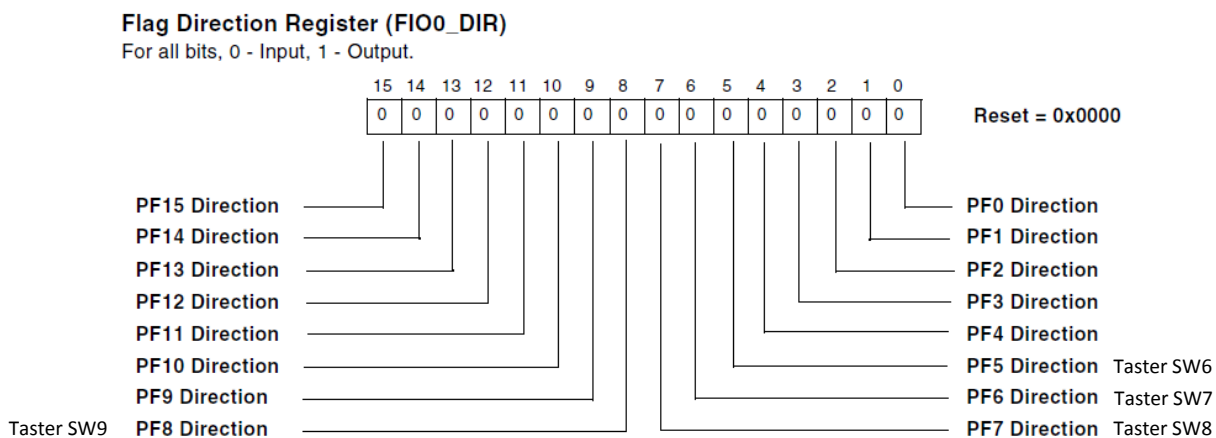 Flag Direction Register (FIO0_DIR)
For all bits, 0 - Input, 1 - Output.
15 14 13 12 11 10 9 8 7 6 5 4 3 2 1 0
0 0 0 0 0 0 0 0 0 0 0 0 0 0 0 0 Reset = 0x0000
PF15 Direction PF0 Direction
PF14 Direction PF1 Direction
PF13 Direction PF2 Direction
PF12 Direction PF3 Direction
PF11 Direction PF4 Direction
PF10 Direction PF5 Direction Taster SW6
PF9 Direction PF6 Direction Taster SW7
Taster SW9 PF8 Direction PF7 Direction Taster SW8